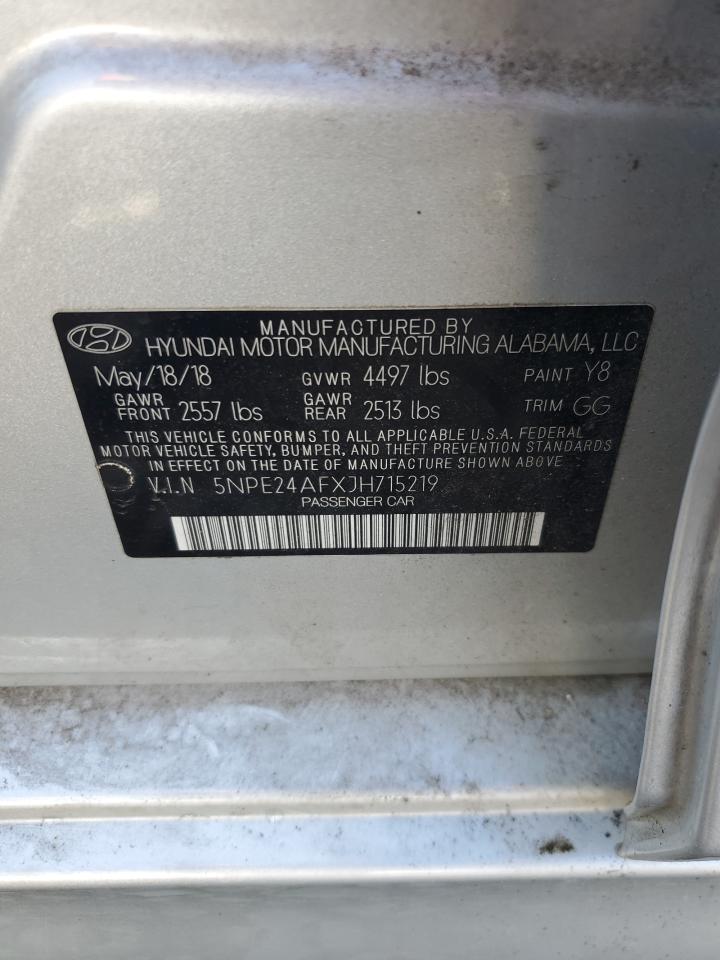 MANUFACTURED BY
HYUNDAI MOTOR MANUFACTURING ALABAMA, LLC
May/18/18 GVWR 4497 lbs PAINT Y8
GAWR FRONT 2557 lbs GAWR REAR 2513 lbs TRIM GG
THIS VEHICLE CONFORMS TO ALL APPLICABLE U.S.A. FEDERAL
MOTOR VEHICLE SAFETY, BUMPER, AND THEFT PREVENTION STANDARDS
IN EFFECT ON THE DATE OF MANUFACTURE SHOWN ABOVE
V.I.N 5NPE24AFXJH715219
PASSENGER CAR